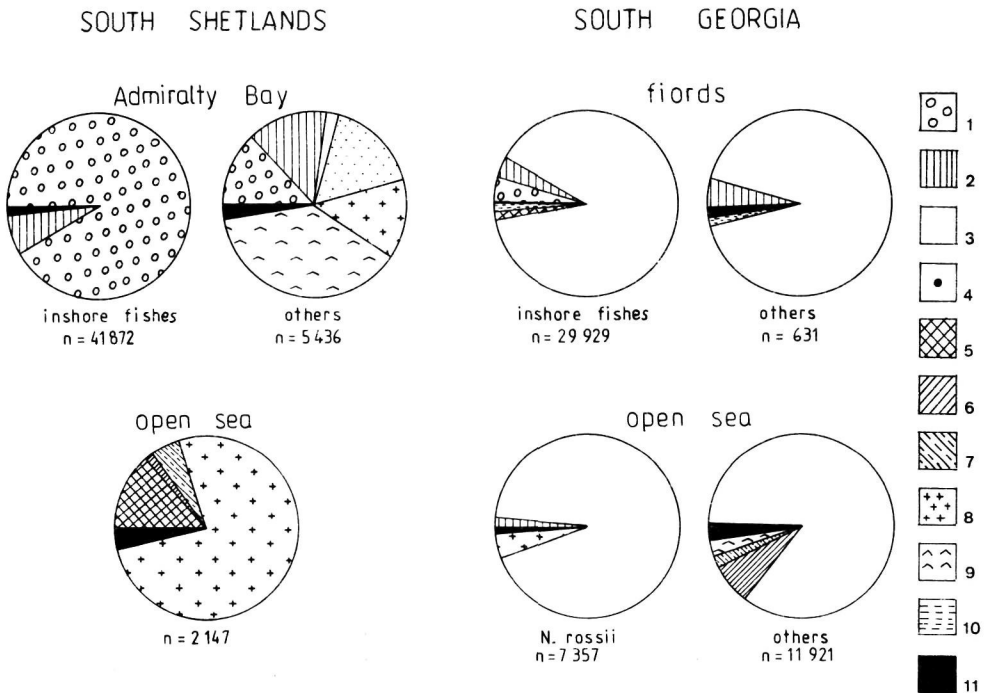 SOUTH SHETLANDS
SOUTH GEORGIA
Admiralty Bay
fiords
inshore fishes
n = 41872
others
n = 5436
inshore fishes
n = 29 929
others
n = 631
open sea
n = 2147
open sea
N. rossii
n = 7 357
others
n = 11 921
1
2
3
4
5
6
7
8
9
10
11